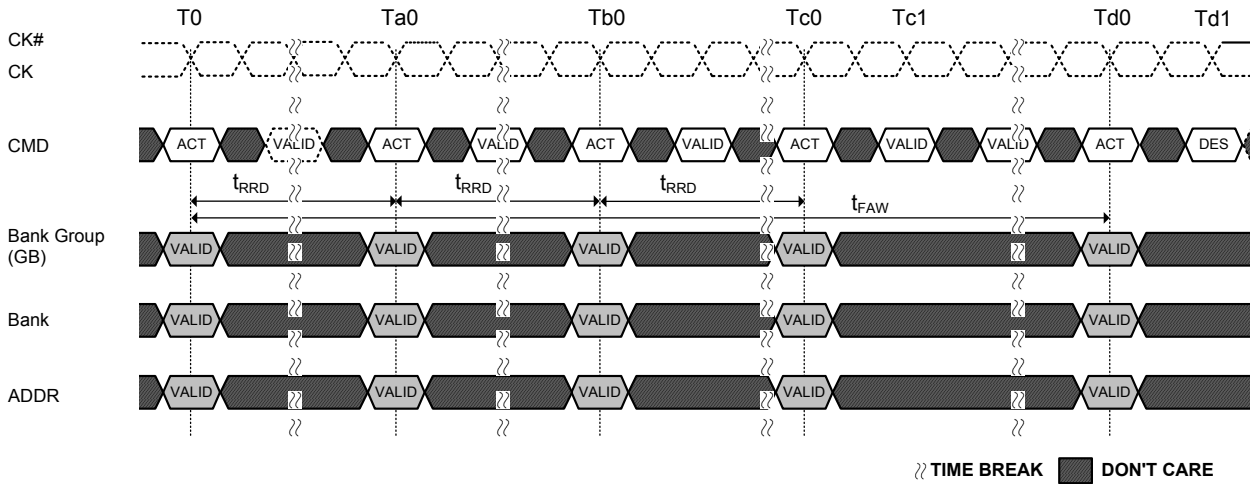 T0 Ta0 Tb0 Tc0 Tc1 Td0 Td1
CK#
CK
CMD ACT VALID ACT VALID ACT VALID ACT VALID VALID ACT DES
tRRD tRRD tRRD
tFAW
Bank Group
(GB) VALID VALID VALID VALID VALID
Bank VALID VALID VALID VALID VALID
ADDR VALID VALID VALID VALID VALID
TIME BREAK DON'T CARE